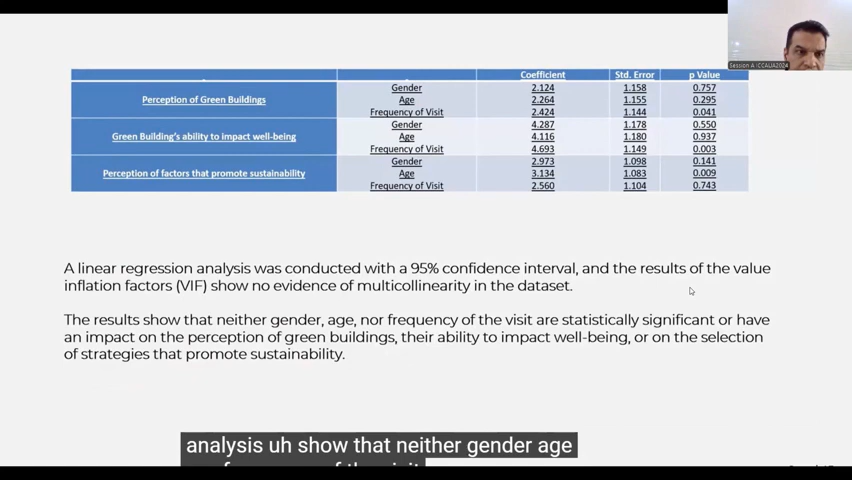 Session A ICCAUA2024
Coefficient Std. Error p Value
Perception of Green Buildings
Gender 2.124 1.158 0.757
Age 2.264 1.155 0.295
Frequency of Visit 2.424 1.144 0.041
Green Building's ability to impact well-being
Gender 4.287 1.178 0.550
Age 4.116 1.180 0.937
Frequency of Visit 4.693 1.149 0.003
Perception of factors that promote sustainability
Gender 2.973 1.098 0.141
Age 3.134 1.083 0.009
Frequency of Visit 2.560 1.104 0.743
A linear regression analysis was conducted with a 95% confidence interval, and the results of the value
inflation factors (VIF) show no evidence of multicollinearity in the dataset.
The results show that neither gender, age, nor frequency of the visit are statistically significant or have
an impact on the perception of green buildings, their ability to impact well-being, or on the selection
of strategies that promote sustainability.
analysis uh show that neither gender age